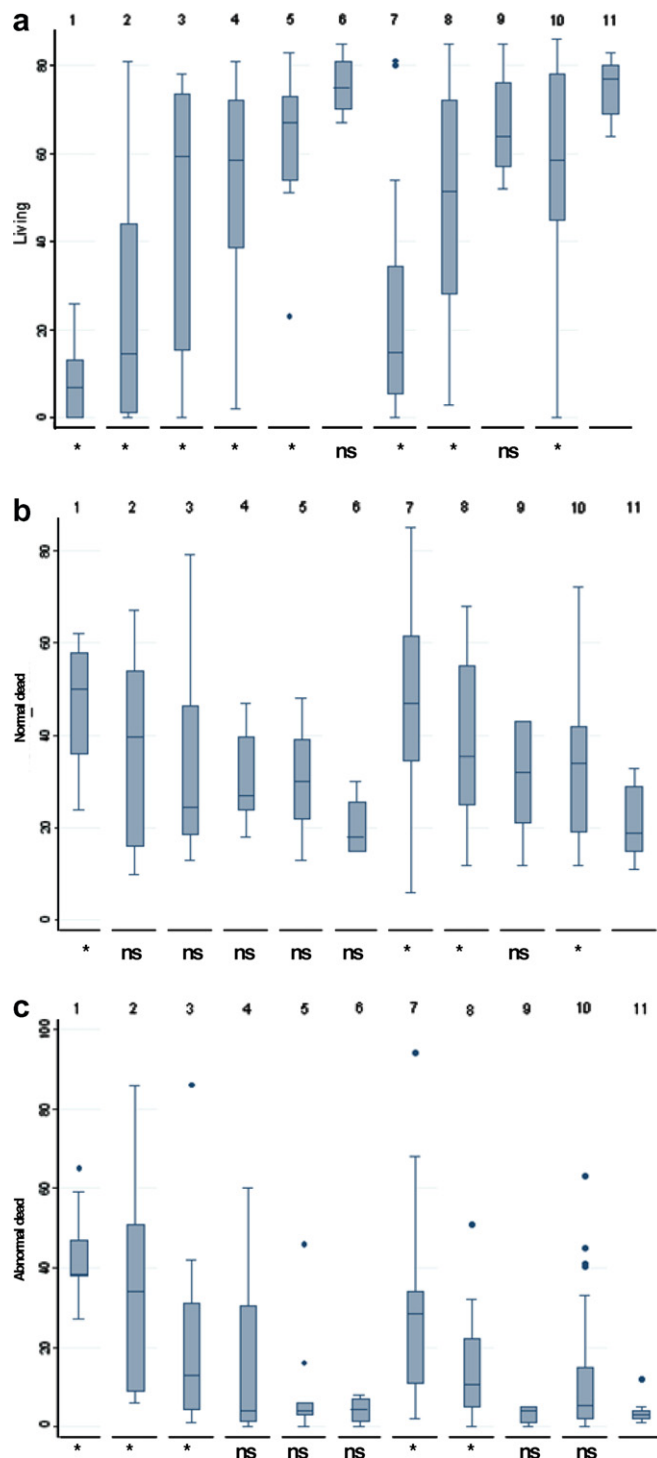 a
1 2 3 4 5 6 7 8 9 10 11
80
60
40
20
0
Living
* * * * * ns * * ns *
b
1 2 3 4 5 6 7 8 9 10 11
80
60
40
20
0
Normal dead
* ns ns ns ns ns * * ns *
c
1 2 3 4 5 6 7 8 9 10 11
100
80
60
40
20
0
Abnormal dead
* * * ns ns ns * * ns ns